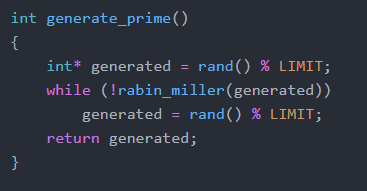 int generate_prime()
{
    int* generated = rand() % LIMIT;
    while (!rabin_miller(generated))
        generated = rand() % LIMIT;
    return generated;
}